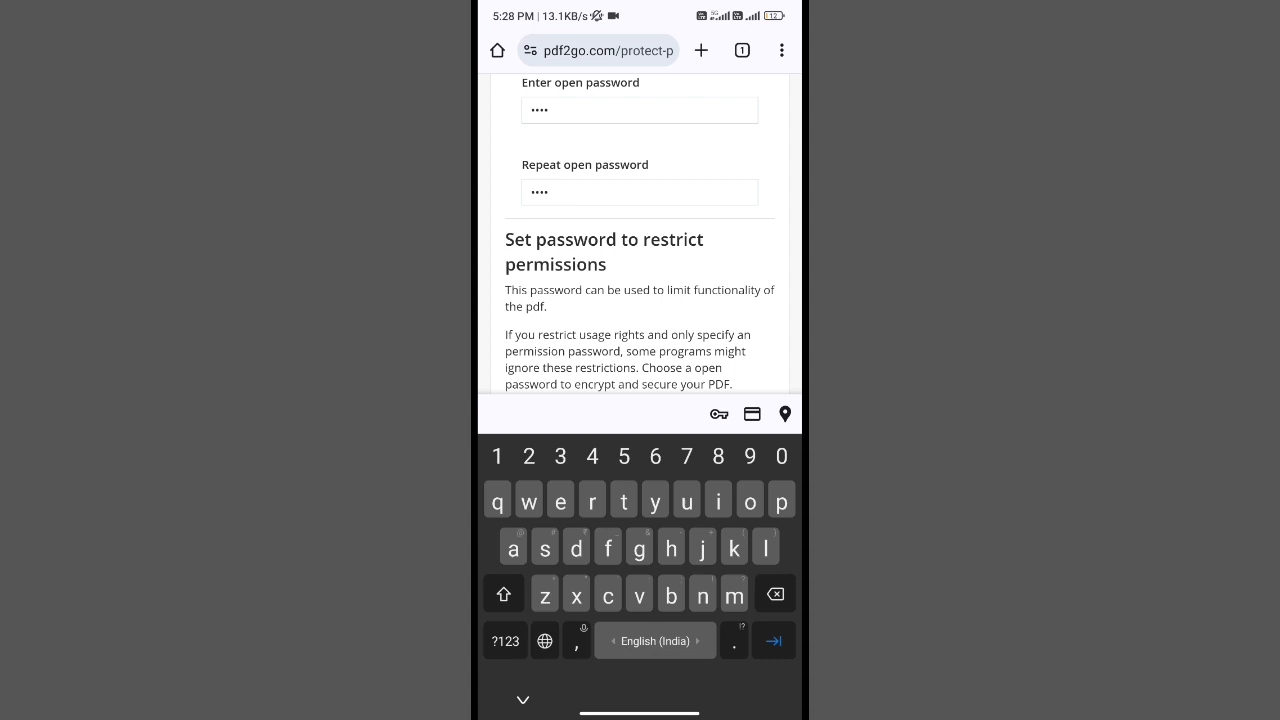 5:28 PM | 13.1KB/s 5G 12
pdf2go.com/protect-p 1
Enter open password
••••
Repeat open password
••••
Set password to restrict
permissions
This password can be used to limit functionality of
the pdf.
If you restrict usage rights and only specify an
permission password, some programs might
ignore these restrictions. Choose a open
password to encrypt and secure your PDF.
1 2 3 4 5 6 7 8 9 0
q w e r t y u i o p
a s d f g h j k l
z x c v b n m
?123 , English (India) . !?